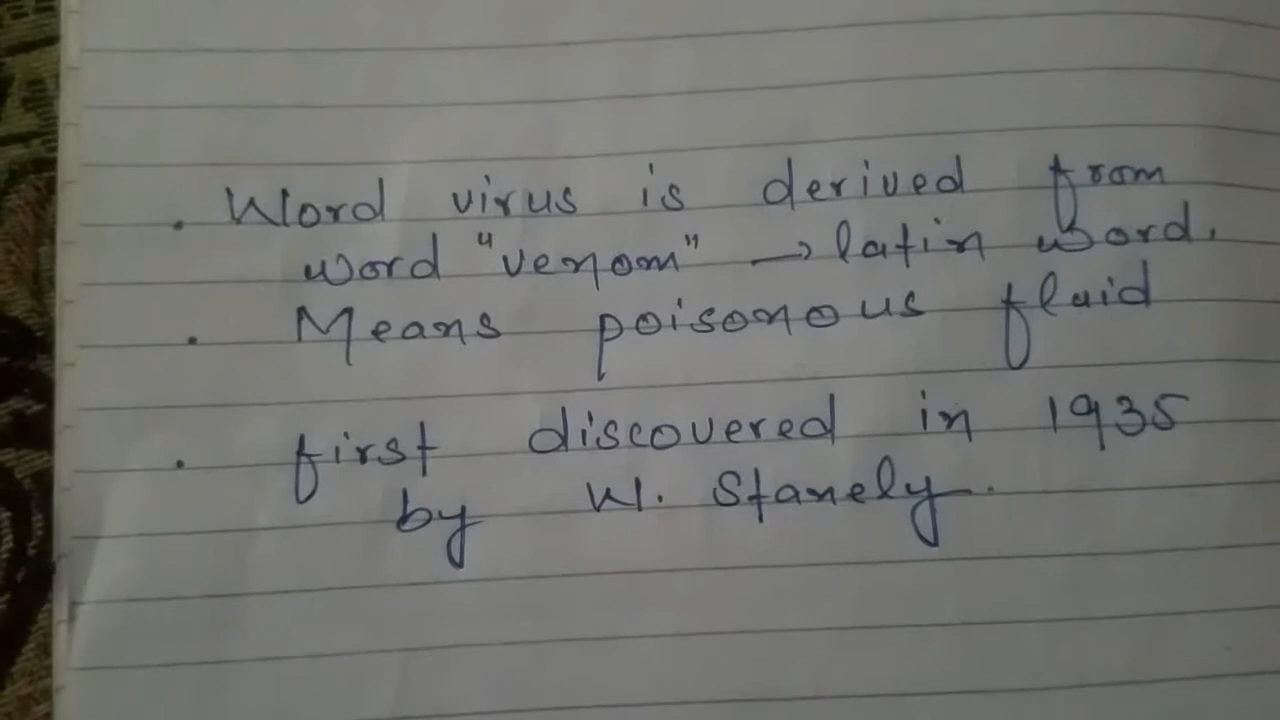 . Word virus is derived from
word "venom" → latin word.
. Means poisonous fluid
. first discovered in 1935
by W. Stanely.